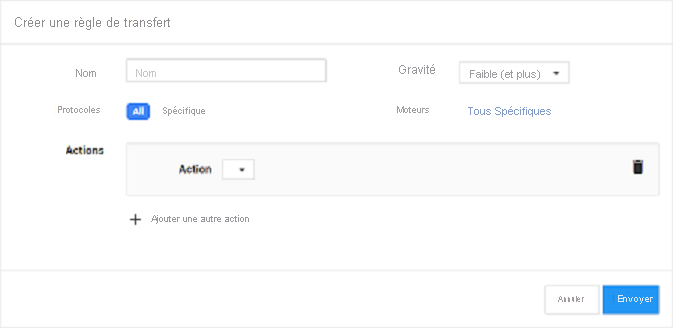 Créer une règle de transfert
Nom Nom Gravité Faible (et plus)
Protocoles All Spécifique Moteurs Tous Spécifiques
Actions
Action
Ajouter une autre action
Annuler Envoyer